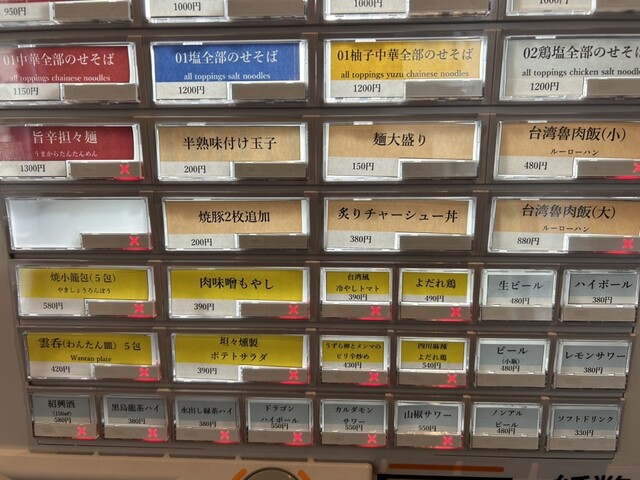 950円
1000円
1000円
1000円
01中華全部のせそば
all toppings chainese noodles
1150円
01塩全部のせそば
all toppings salt noodles
1200円
01柚子中華全部のせそば
all toppings yuzu chainese noodles
1200円
02鶏塩全部のせそば
all toppings chicken salt noodles
1200円
旨辛担々麺
うまからたんたんめん
1300円
半熟味付け玉子
200円
麺大盛り
150円
台湾魯肉飯(小)
ルーローハン
480円
焼豚2枚追加
200円
炙りチャーシュー丼
380円
台湾魯肉飯(大)
ルーローハン
880円
焼小籠包(5包)
やきしょうろんぽう
580円
肉味噌もやし
390円
台湾風
冷やしトマト
390円
よだれ鶏
490円
生ビール
480円
ハイボール
380円
雲呑(わんたん皿) 5包
Wantan plate
420円
坦々燻製
ポテトサラダ
390円
うずら卵とメンマの
ピリ辛炒め
430円
四川麻辣
よだれ鶏
540円
ビール
(小瓶)
480円
レモンサワー
380円
紹興酒
580円
黒烏龍茶ハイ
380円
水出し緑茶ハイ
380円
ドラゴン
ハイボール
550円
カルダモン
サワー
550円
山椒サワー
550円
ノンアル
ビール
480円
ソフトドリンク
330円